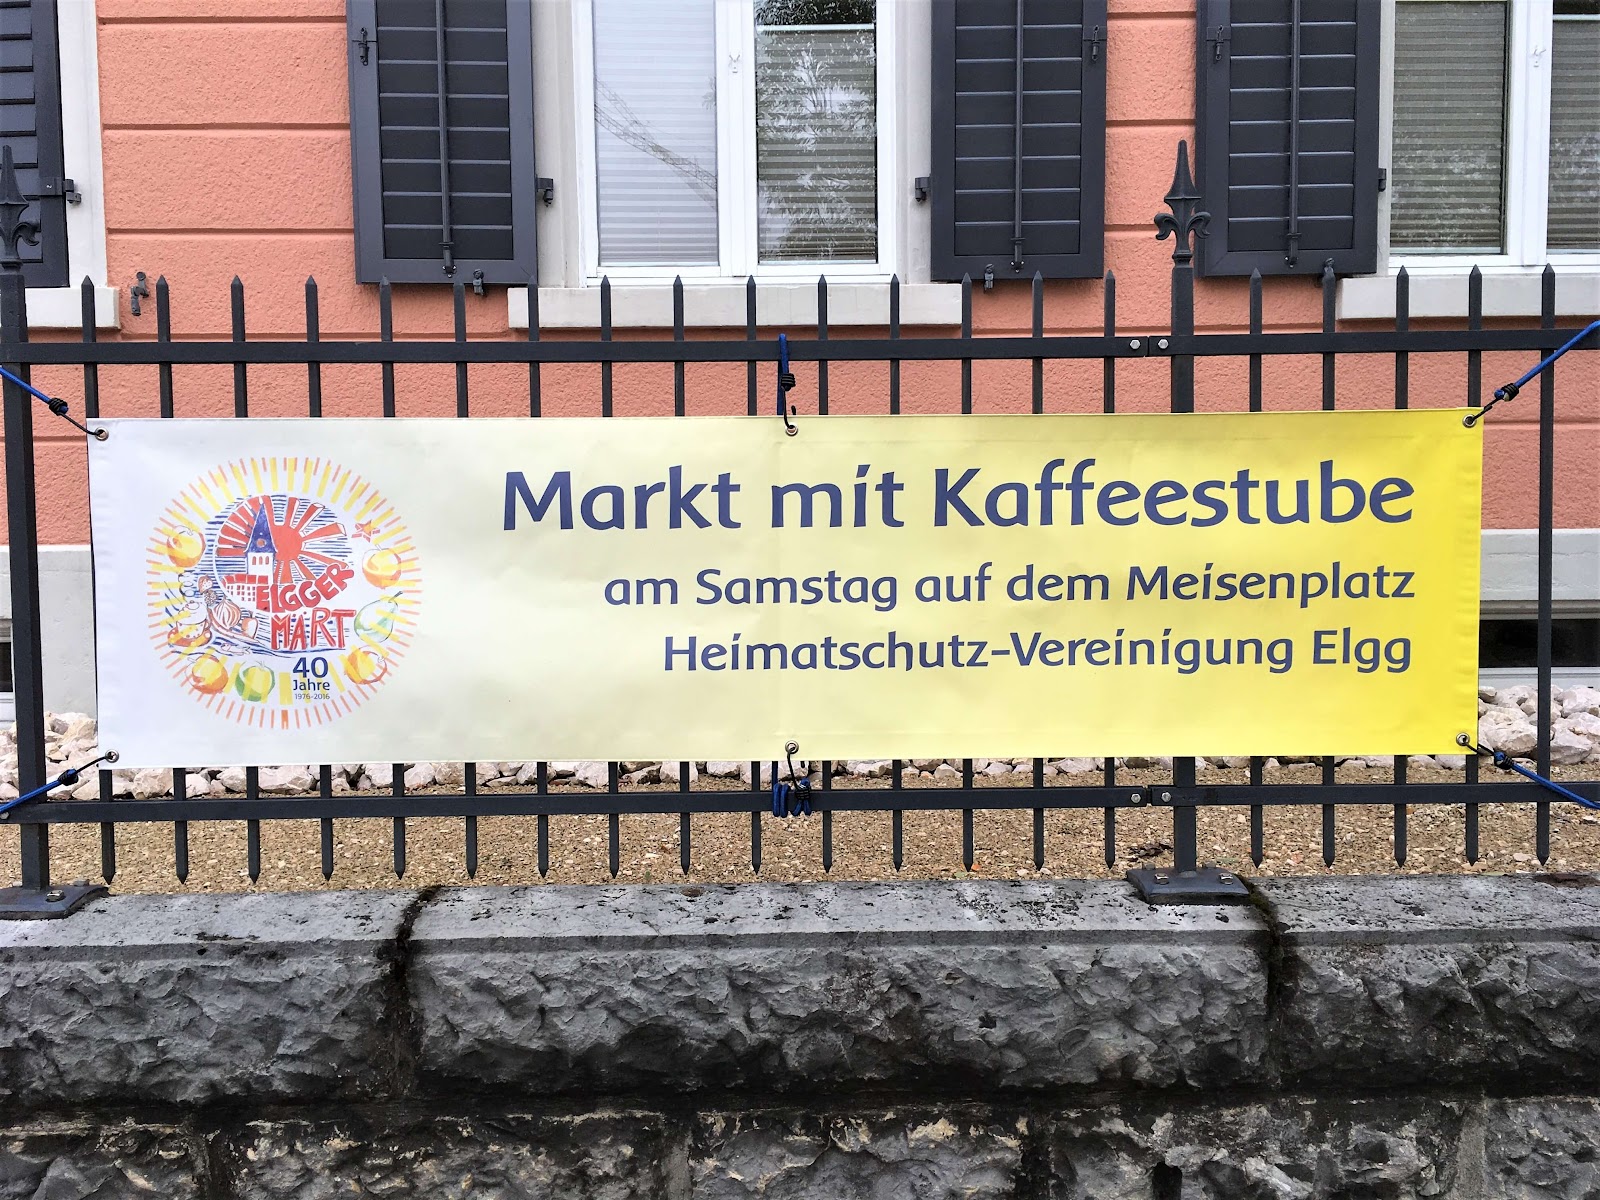 Markt mit Kaffeestube
am Samstag auf dem Meisenplatz
Heimatschutz-Vereinigung Elgg
ELGGER
MÄRT
40
Jahre
1976-2016